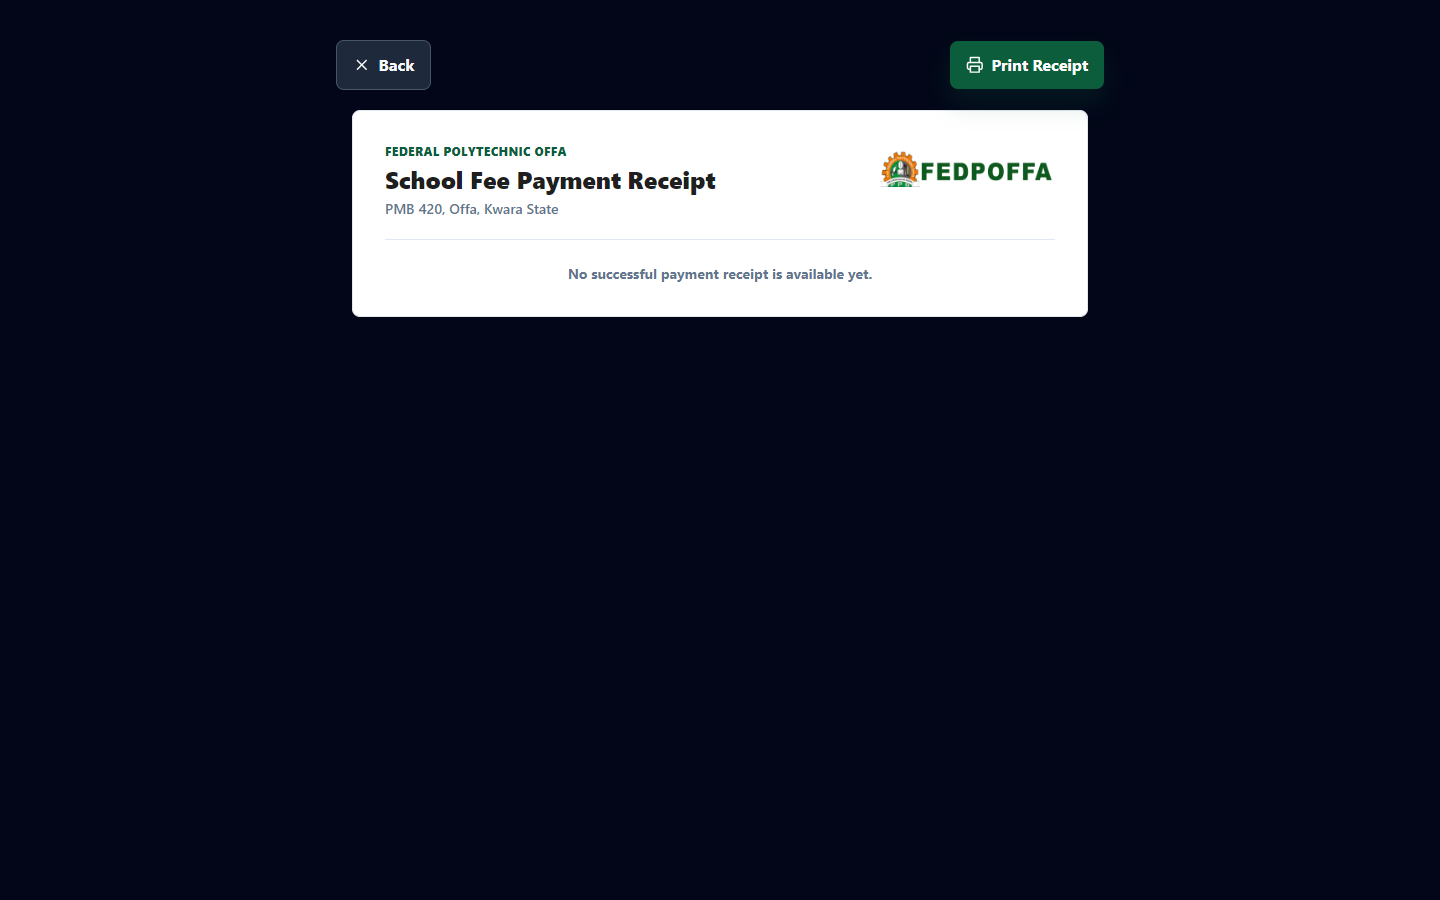 Back
Print Receipt
FEDERAL POLYTECHNIC OFFA
School Fee Payment Receipt
PMB 420, Offa, Kwara State
FEDPOFFA
No successful payment receipt is available yet.